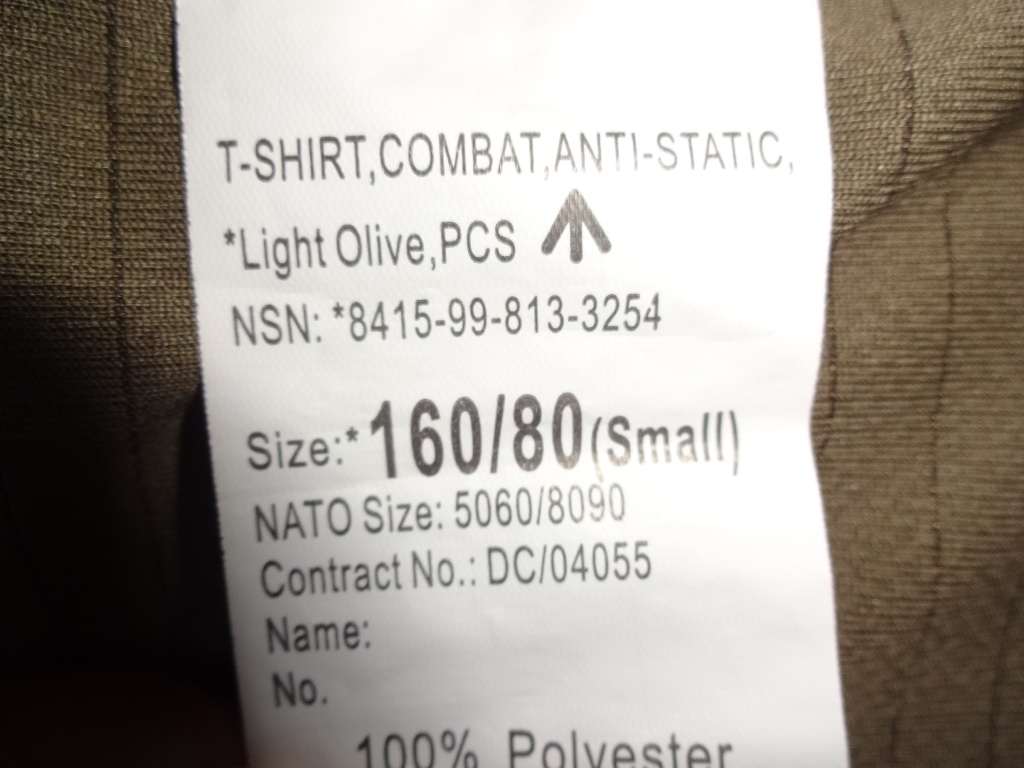 T-SHIRT,COMBAT,ANTI-STATIC,
*Light Olive,PCS
NSN: *8415-99-813-3254
Size:* 160/80(Small)
NATO Size: 5060/8090
Contract No.: DC/04055
Name:
No.
100% Polyester